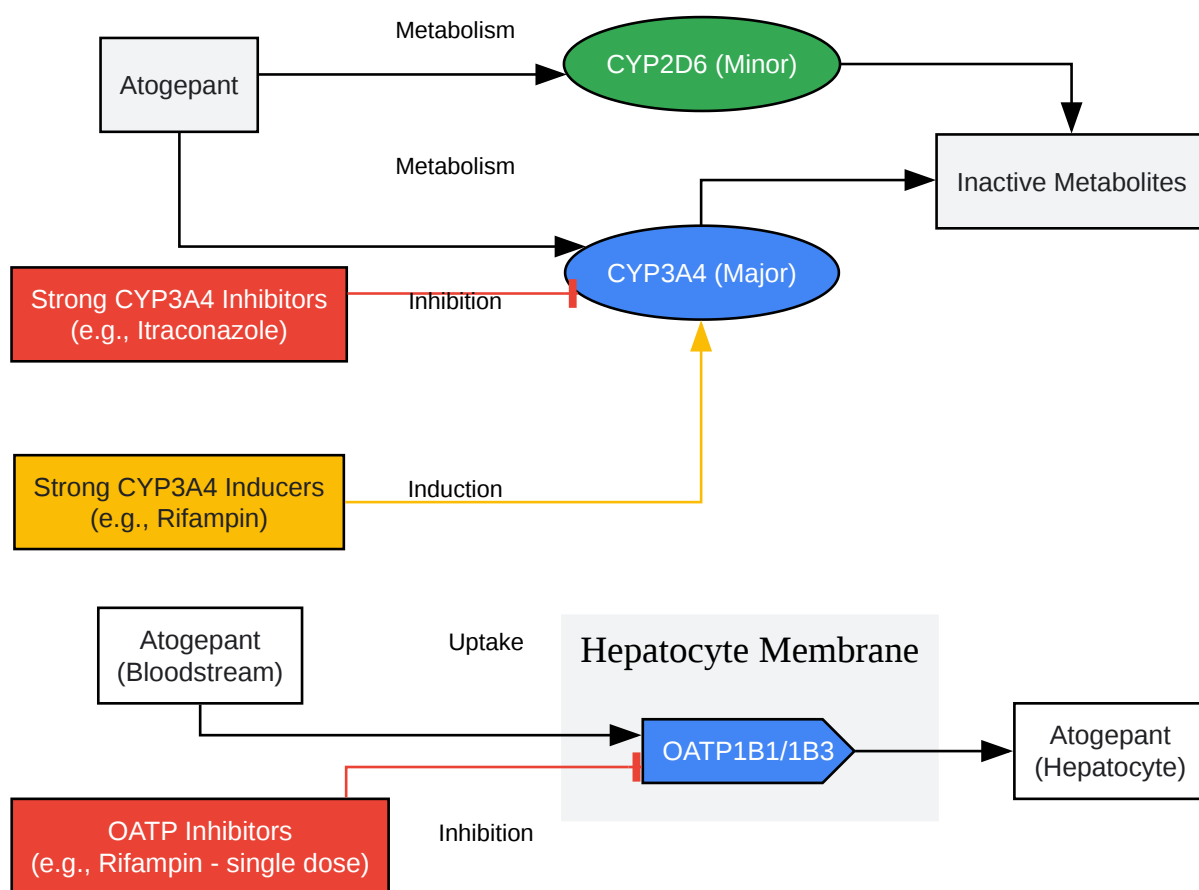 Metabolism
CYP2D6 (Minor)
Atogepant
Metabolism
Inactive Metabolites
CYP3A4 (Major)
Strong CYP3A4 Inhibitors
(e.g., Itraconazole)
Inhibition
Strong CYP3A4 Inducers
(e.g., Rifampin)
Induction
Atogepant
(Bloodstream)
Uptake
Hepatocyte Membrane
OATP1B1/1B3
Atogepant
(Hepatocyte)
OATP Inhibitors
(e.g., Rifampin - single dose)
Inhibition